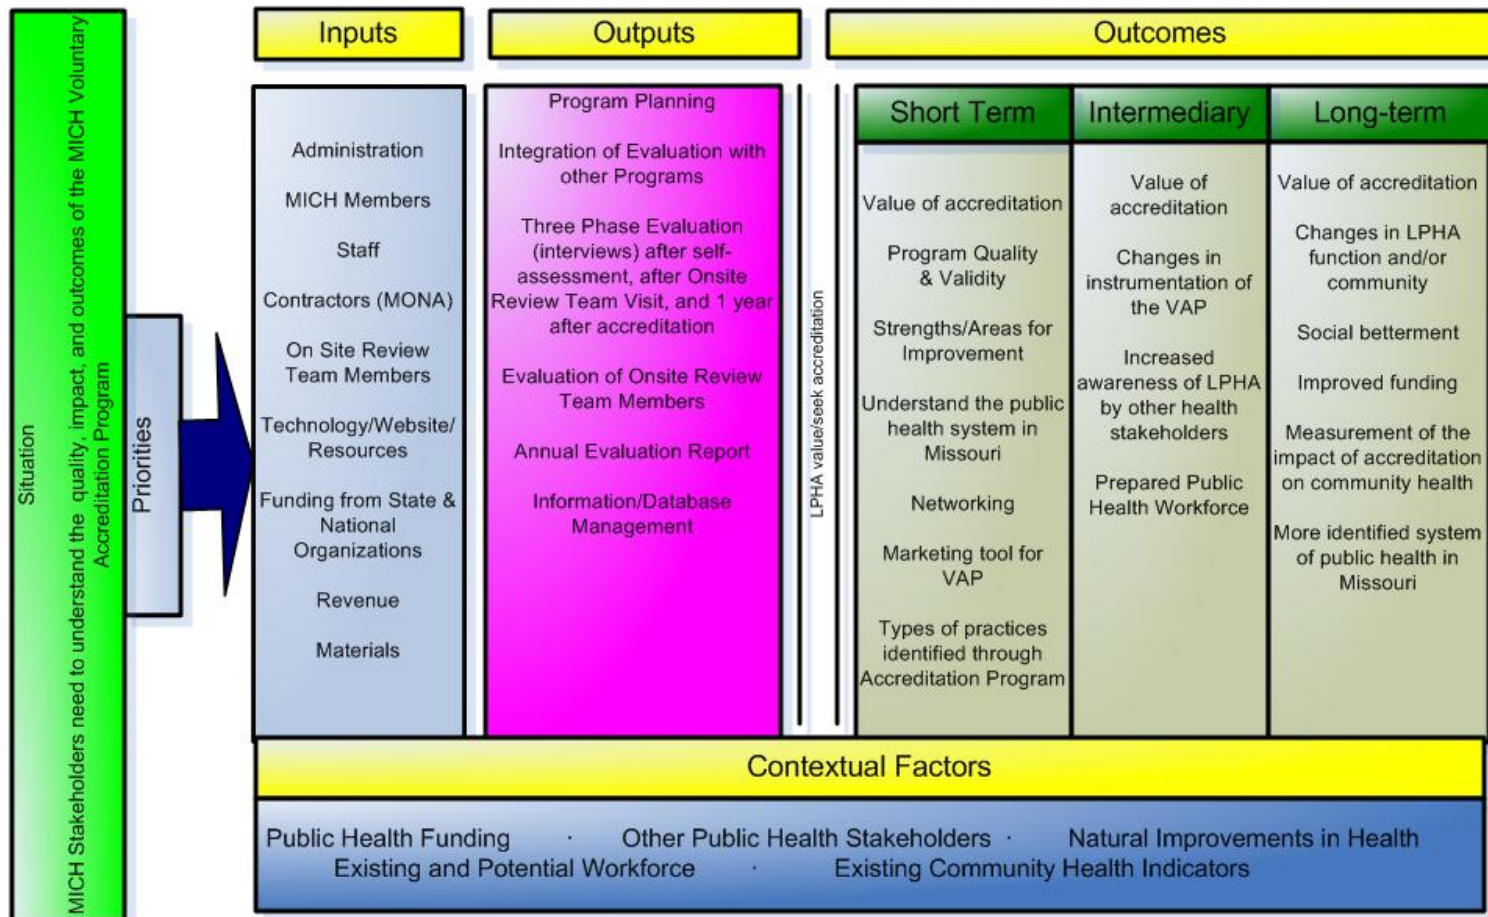 Situation
MICH Stakeholders need to understand the quality, impact, and outcomes of the MICH Voluntary
Accreditation Program
Priorities
Inputs
Administration
MICH Members
Staff
Contractors (MONA)
On Site Review
Team Members
Technology/Website/
Resources
Funding from State &
National
Organizations
Revenue
Materials
Outputs
Program Planning
Integration of Evaluation with
other Programs
Three Phase Evaluation
(interviews) after self-
assessment, after Onsite
Review Team Visit, and 1 year
after accreditation
Evaluation of Onsite Review
Team Members
Annual Evaluation Report
Information/Database
Management
LPHA value/seek accreditation
Outcomes
Short Term
Value of accreditation
Program Quality
& Validity
Strengths/Areas for
Improvement
Understand the public
health system in
Missouri
Networking
Marketing tool for
VAP
Types of practices
identified through
Accreditation Program
Intermediary
Value of
accreditation
Changes in
instrumentation of
the VAP
Increased
awareness of LPHA
by other health
stakeholders
Prepared Public
Health Workforce
Long-term
Value of accreditation
Changes in LPHA
function and/or
community
Social betterment
Improved funding
Measurement of the
impact of accreditation
on community health
More identified system
of public health in
Missouri
Contextual Factors
Public Health Funding · Other Public Health Stakeholders · Natural Improvements in Health
Existing and Potential Workforce · Existing Community Health Indicators